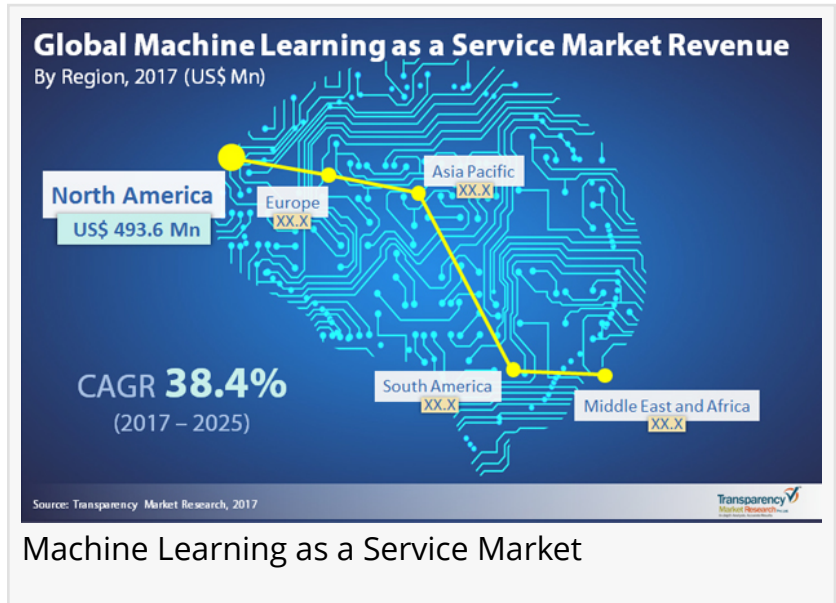 Global Machine Learning as a Service Market Revenue
By Region, 2017 (US$ Mn)
North America
US$ 493.6 Mn
Europe
XX.X
Asia Pacific
XX.X
South America
XX.X
Middle East and Africa
XX.X
CAGR 38.4%
(2017 – 2025)
Source: Transparency Market Research, 2017
Transparency
Market Research
Machine Learning as a Service Market